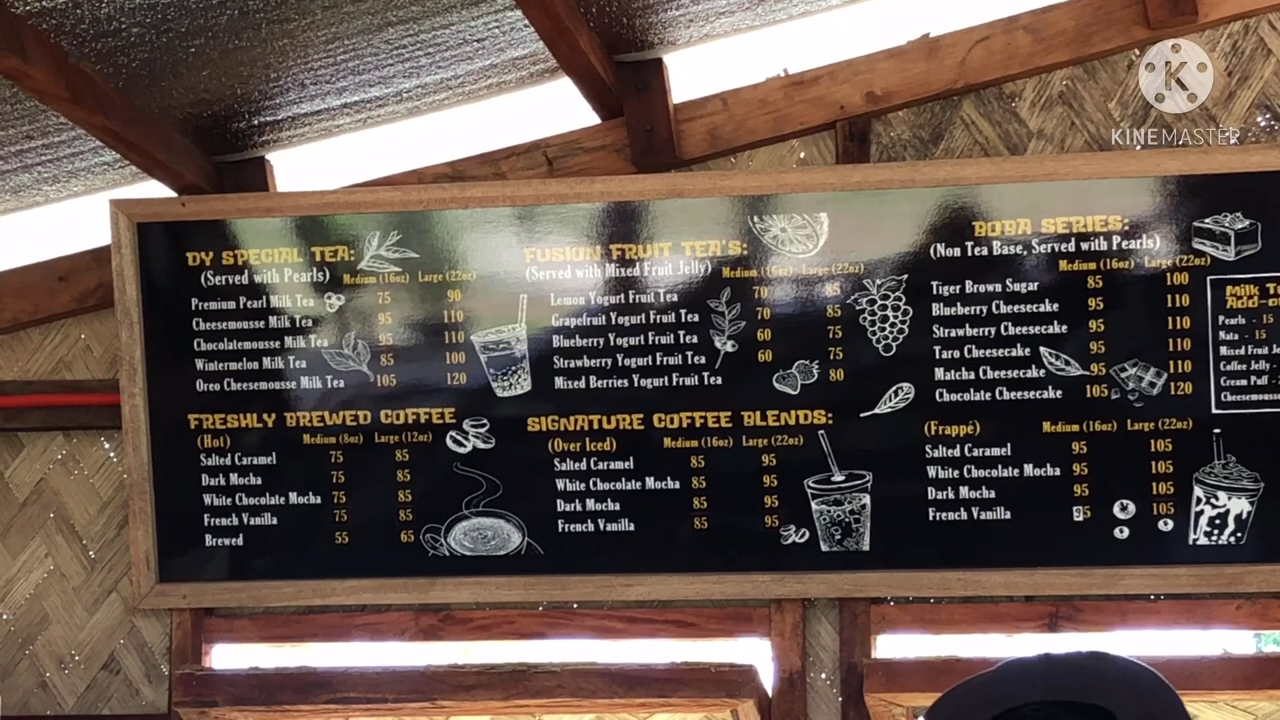 KINEMASTER
DY SPECIAL TEA:
(Served with Pearls) Medium (16oz) Large (22oz)
Premium Pearl Milk Tea 75 90
Cheesemousse Milk Tea 95 110
Chocolatemousse Milk Tea 95 110
Wintermelon Milk Tea 85 100
Oreo Cheesemousse Milk Tea 105 120
FUSION FRUIT TEA'S:
(Served with Mixed Fruit Jelly) Medium (16oz) Large (22oz)
Lemon Yogurt Fruit Tea 70 85
Grapefruit Yogurt Fruit Tea 70 85
Blueberry Yogurt Fruit Tea 60 75
Strawberry Yogurt Fruit Tea 60 75
Mixed Berries Yogurt Fruit Tea 80
BOBA SERIES:
(Non Tea Base, Served with Pearls)
Medium (16oz) Large (22oz)
Tiger Brown Sugar 85 100
Blueberry Cheesecake 95 110
Strawberry Cheesecake 95 110
Taro Cheesecake 95 110
Matcha Cheesecake 95 110
Chocolate Cheesecake 105 120
Milk
Add-o
Pearls - 15
Nata - 15
Mixed Fruit
Coffee Jelly -
Cream Puff -
Cheesemouss
FRESHLY BREWED COFFEE
(Hot) Medium (8oz) Large (12oz)
Salted Caramel 75 85
Dark Mocha 75 85
White Chocolate Mocha 75 85
French Vanilla 75 85
Brewed 55 65
SIGNATURE COFFEE BLENDS:
(Over Iced) Medium (16oz) Large (22oz)
Salted Caramel 85 95
White Chocolate Mocha 85 95
Dark Mocha 85 95
French Vanilla 85 95
(Frappé) Medium (16oz) Large (22oz)
Salted Caramel 95 105
White Chocolate Mocha 95 105
Dark Mocha 95 105
French Vanilla 95 105